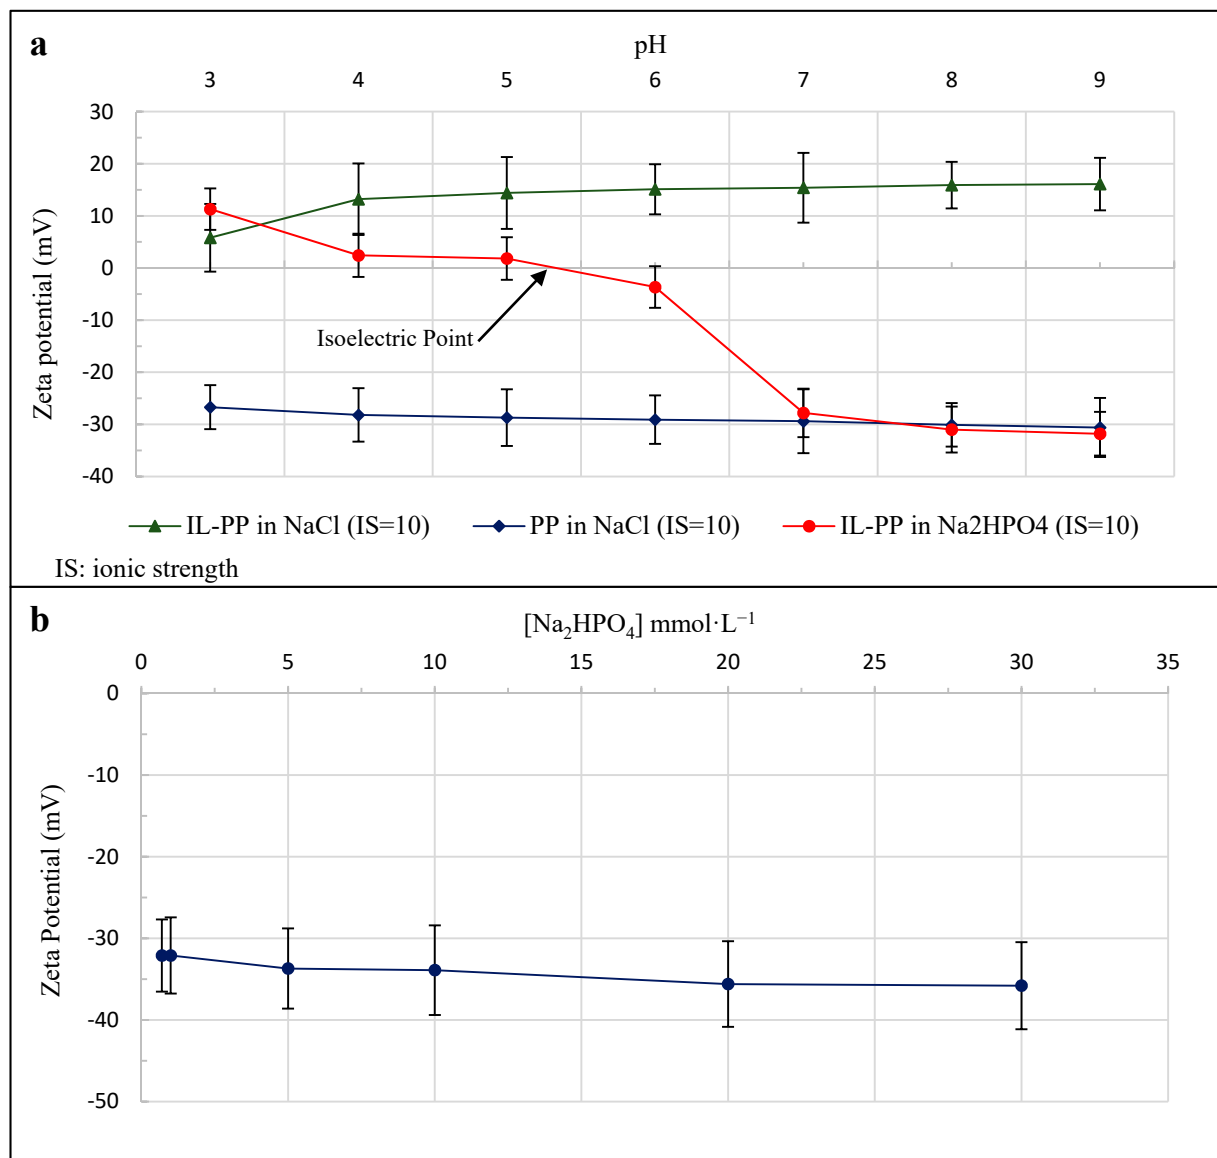 a
pH
3 4 5 6 7 8 9
30
20
10
0
-10
-20
-30
-40
Zeta potential (mV)
Isoelectric Point
IL-PP in NaCl (IS=10) PP in NaCl (IS=10) IL-PP in Na2HPO4 (IS=10)
IS: ionic strength
b
[Na₂HPO₄] mmol·L⁻¹
0 5 10 15 20 25 30 35
0
-10
-20
-30
-40
-50
Zeta Potential (mV)